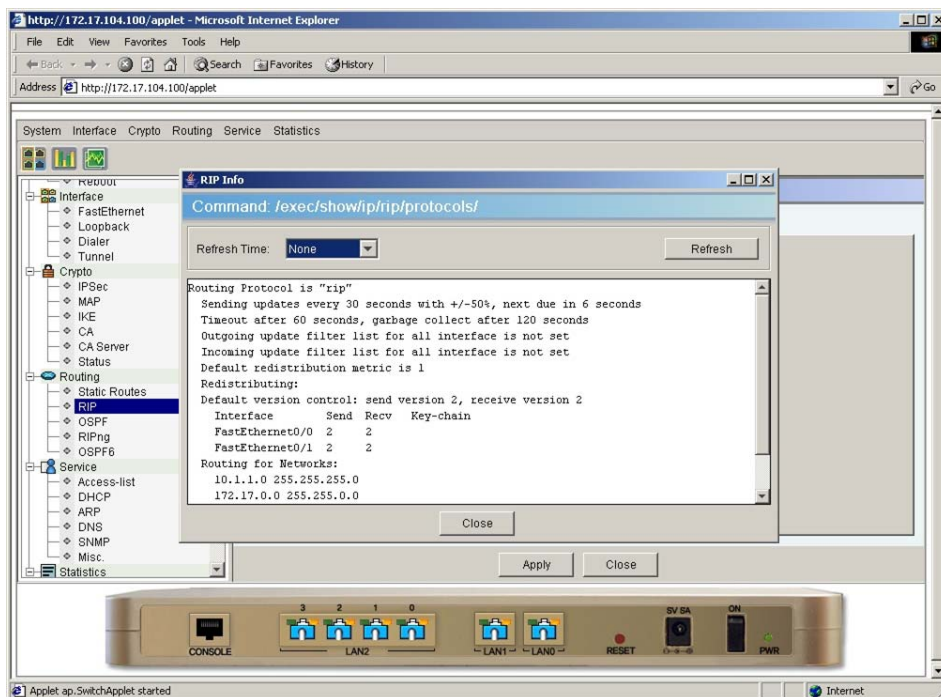 http://172.17.104.100/applet - Microsoft Internet Explorer
File Edit View Favorites Tools Help
Back Search Favorites History
Address http://172.17.104.100/applet Go
System Interface Crypto Routing Service Statistics
Reboot
Interface
FastEthernet
Loopback
Dialer
Tunnel
Crypto
IPSec
MAP
IKE
CA
CA Server
Status
Routing
Static Routes
RIP
OSPF
RIPng
OSPF6
Service
Access-list
DHCP
ARP
DNS
SNMP
Misc.
Statistics
RIP Info
Command: /exec/show/ip/rip/protocols/
Refresh Time: None Refresh
Routing Protocol is "rip"
Sending updates every 30 seconds with +/-50%, next due in 6 seconds
Timeout after 60 seconds, garbage collect after 120 seconds
Outgoing update filter list for all interface is not set
Incoming update filter list for all interface is not set
Default redistribution metric is 1
Redistributing:
Default version control: send version 2, receive version 2
Interface Send Recv Key-chain
FastEthernet0/0 2 2
FastEthernet0/1 2 2
Routing for Networks:
10.1.1.0 255.255.255.0
172.17.0.0 255.255.0.0
Close
Apply Close
3 2 1 0
CONSOLE LAN2 LAN1 LAN0 RESET 5V 5A ON PWR
Applet ap.SwitchApplet started Internet